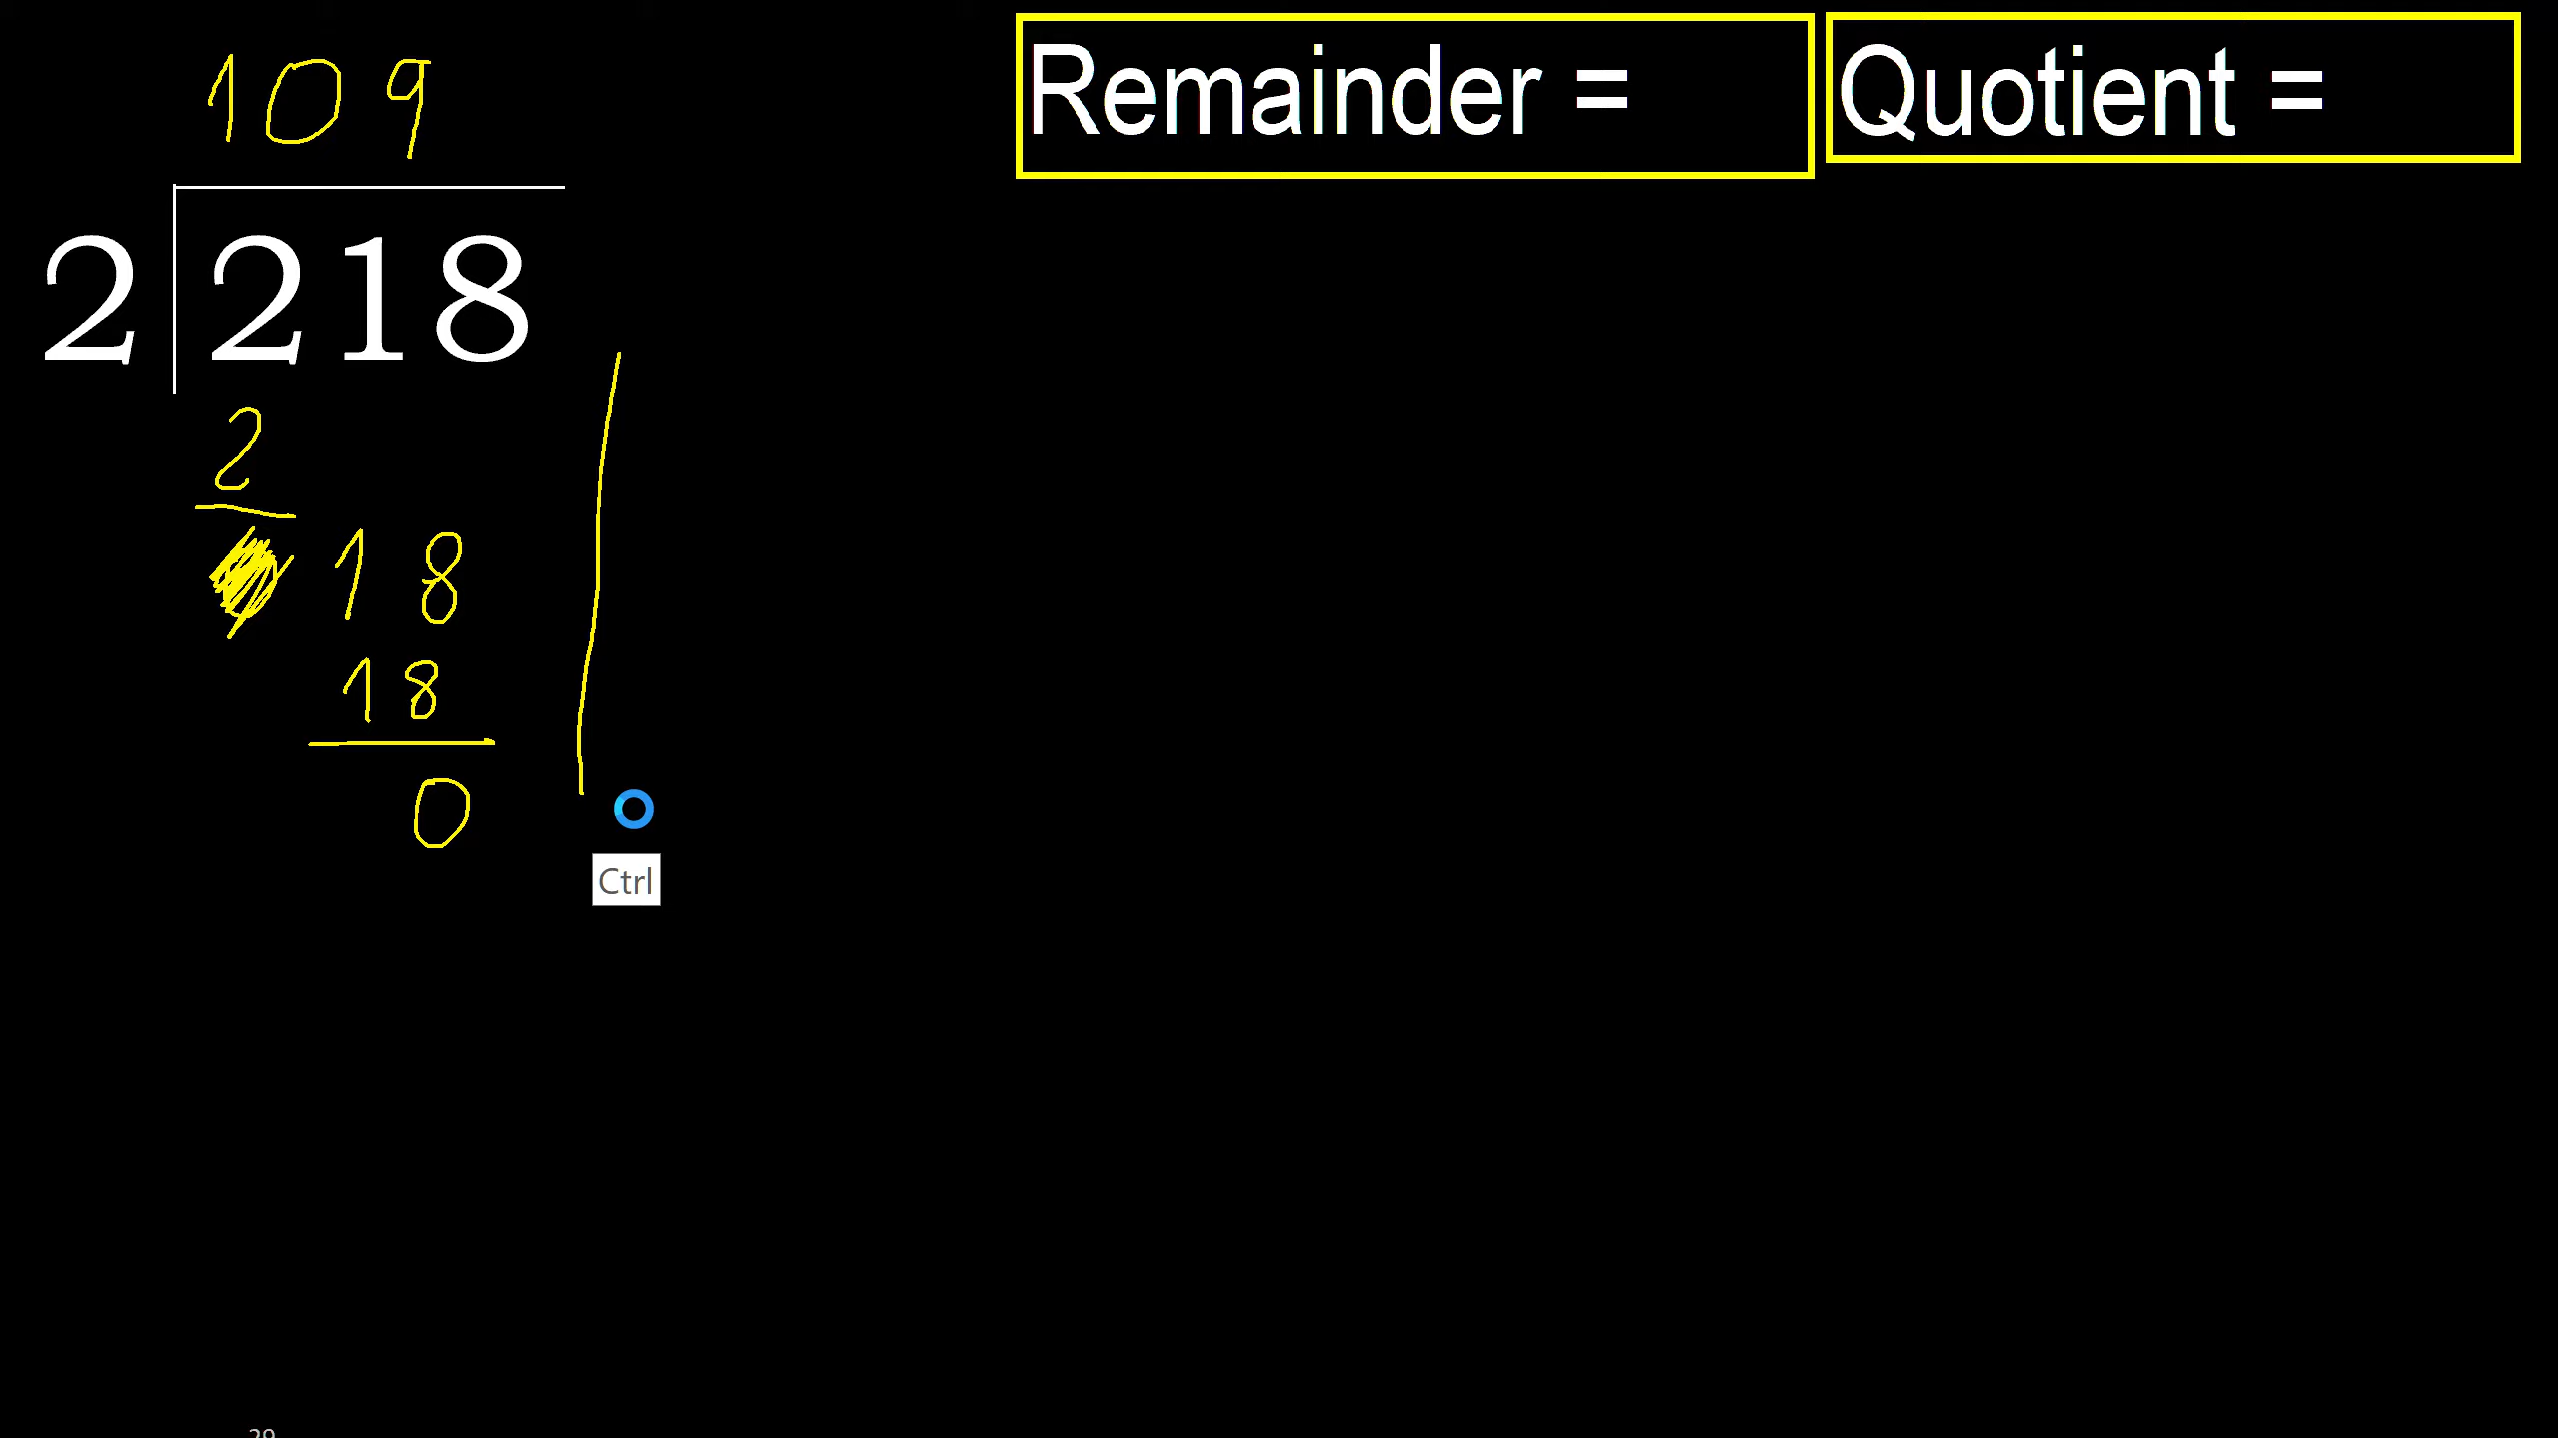 109
Remainder =
Quotient =
2 218
2
18
18
0
Ctrl